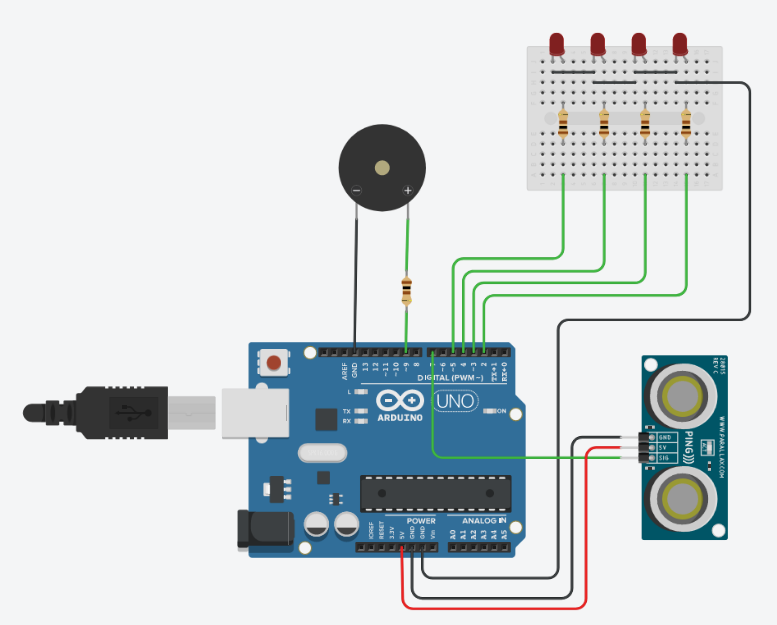 −
+
AREF
GND
13
12
~11
~10
~9
8
7
~6
~5
4
~3
2
TX→1
RX←0
DIGITAL (PWM~)
L
TX
RX
ARDUINO
UNO
ON
IOREF
RESET
3.3V
5V
GND
GND
Vin
POWER
ANALOG IN
A0
A1
A2
A3
A4
A5
28015
REV C
GND
5V
SIG
PING)))
WWW.PARALLAX.COM